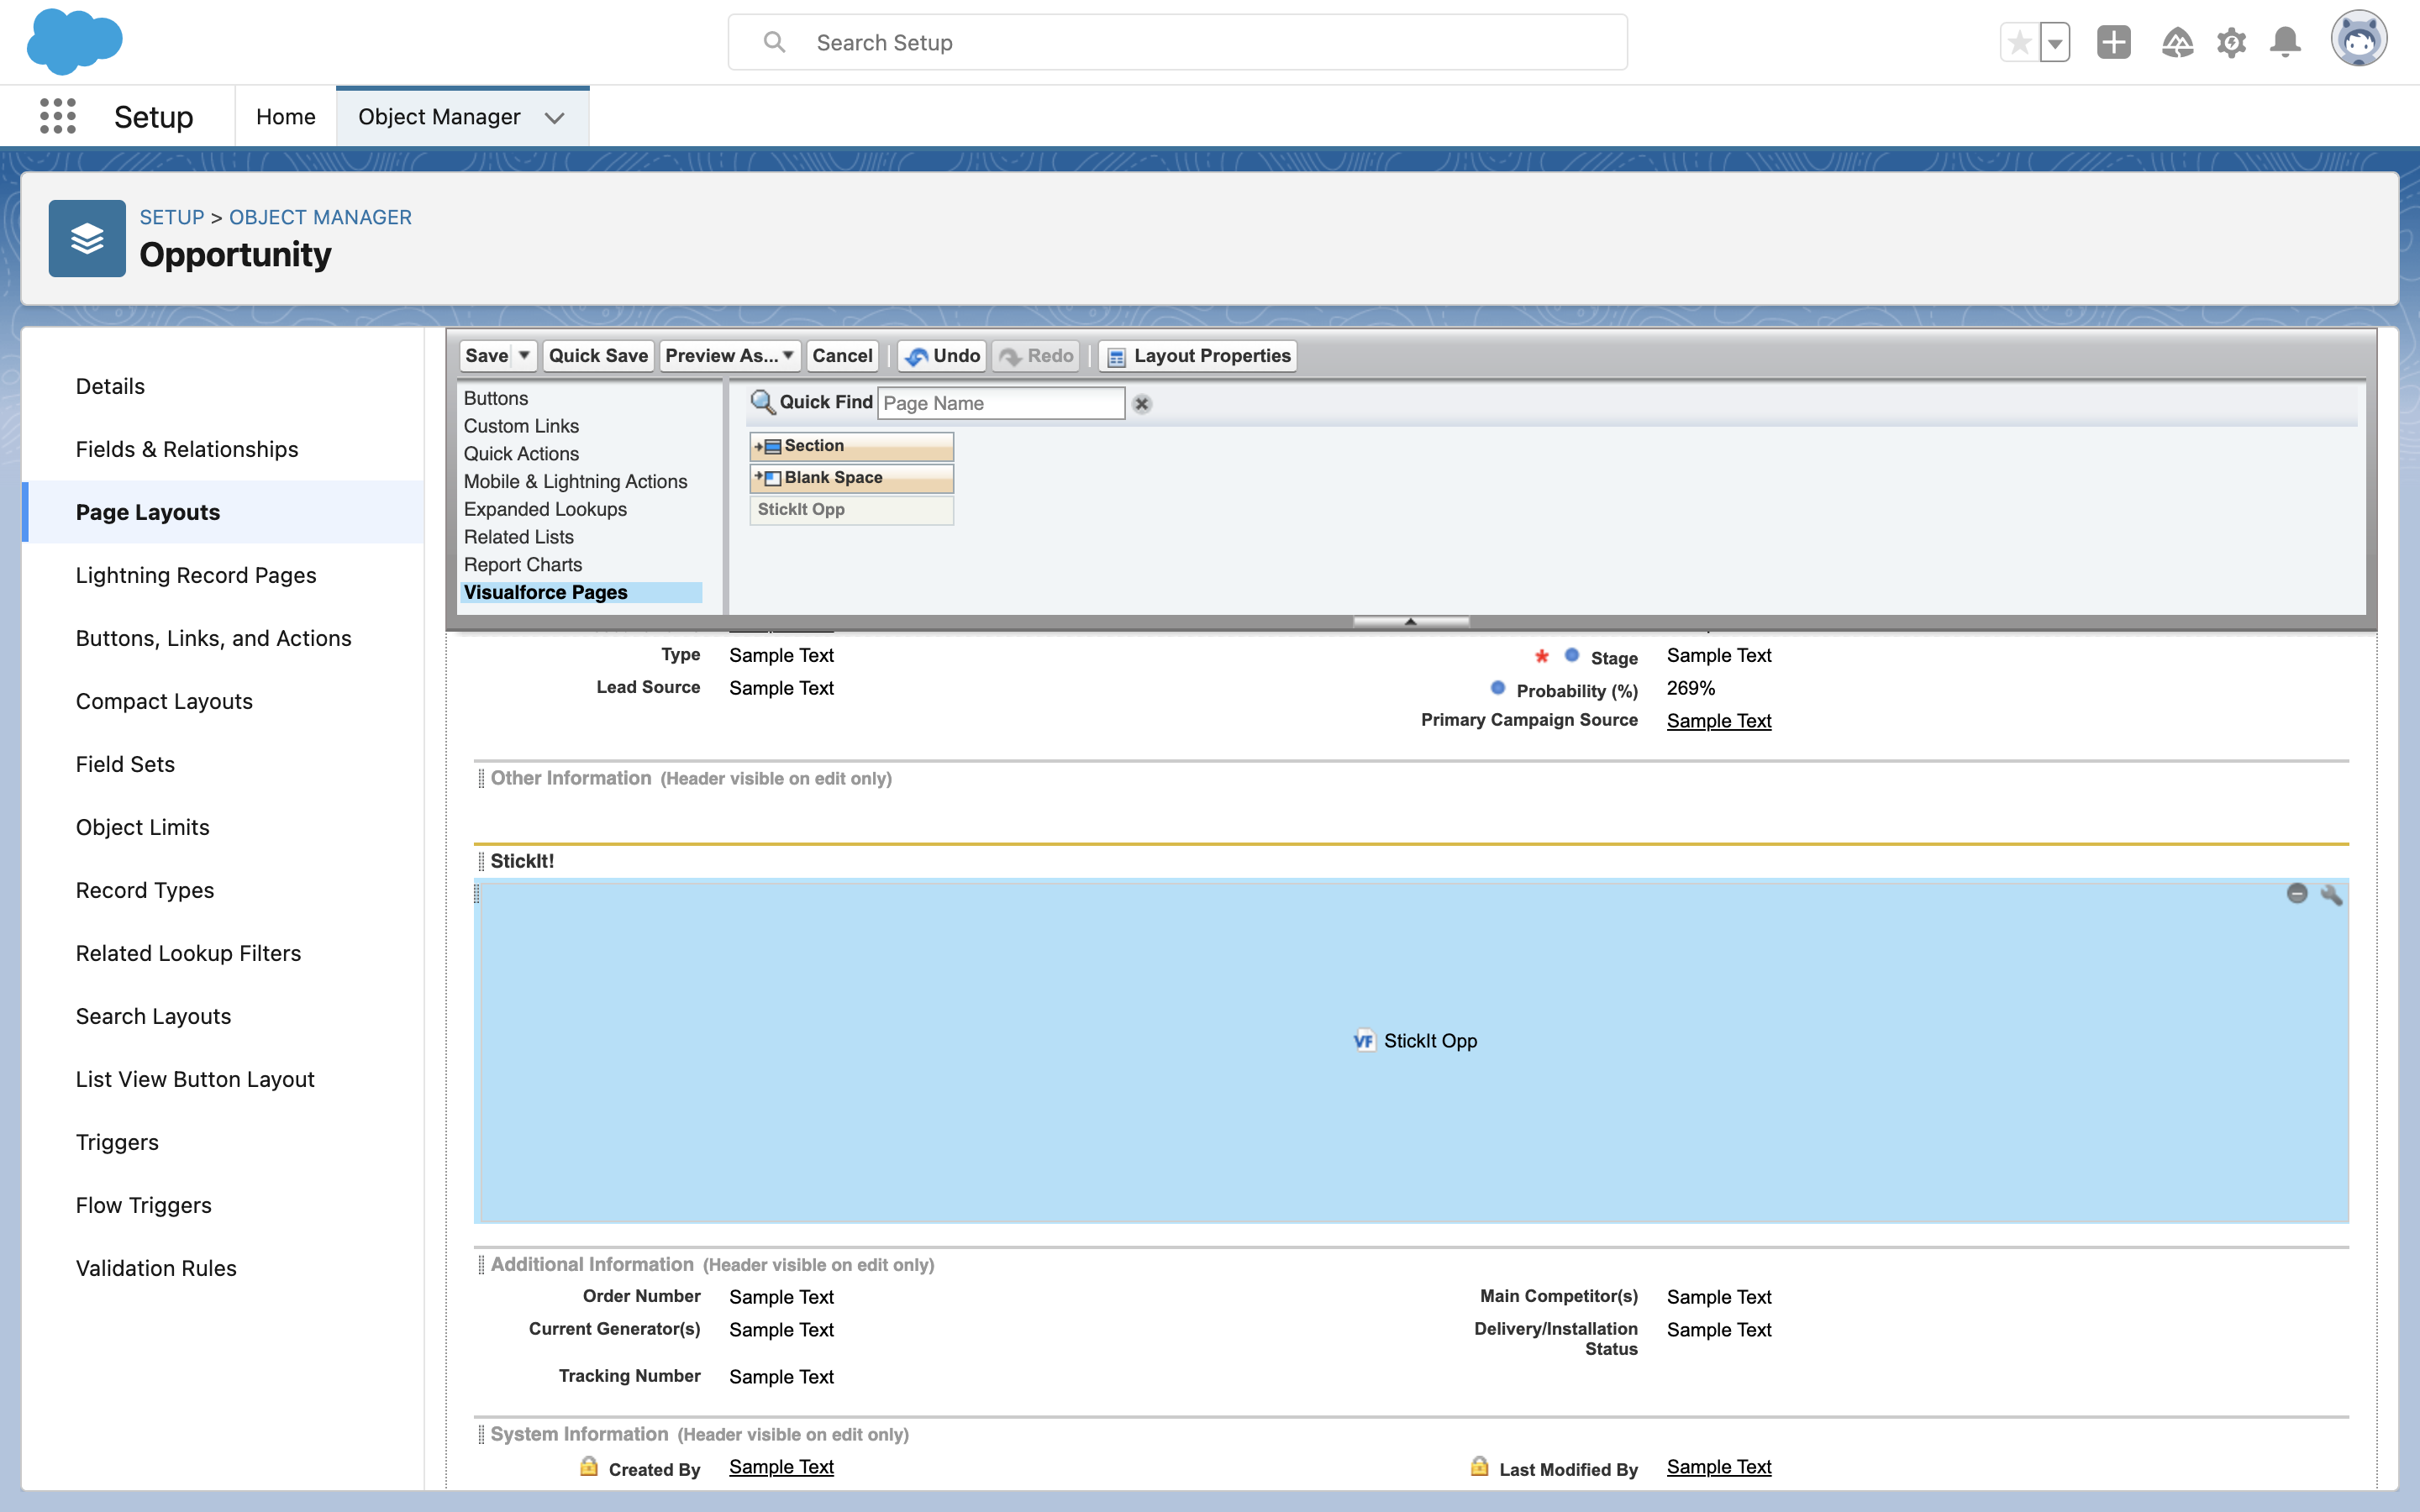 Search Setup
Setup
Home
Object Manager
SETUP > OBJECT MANAGER
Opportunity
Details
Fields & Relationships
Page Layouts
Lightning Record Pages
Buttons, Links, and Actions
Compact Layouts
Field Sets
Object Limits
Record Types
Related Lookup Filters
Search Layouts
List View Button Layout
Triggers
Flow Triggers
Validation Rules
Save
Quick Save
Preview As...
Cancel
Undo
Redo
Layout Properties
Buttons
Custom Links
Quick Actions
Mobile & Lightning Actions
Expanded Lookups
Related Lists
Report Charts
Visualforce Pages
Quick Find
Page Name
Section
Blank Space
StickIt Opp
Type Sample Text
* Stage Sample Text
Lead Source Sample Text
Probability (%) 269%
Primary Campaign Source Sample Text
Other Information (Header visible on edit only)
StickIt!
VF StickIt Opp
Additional Information (Header visible on edit only)
Order Number Sample Text
Main Competitor(s) Sample Text
Current Generator(s) Sample Text
Delivery/Installation Sample Text
Status
Tracking Number Sample Text
System Information (Header visible on edit only)
Created By Sample Text
Last Modified By Sample Text